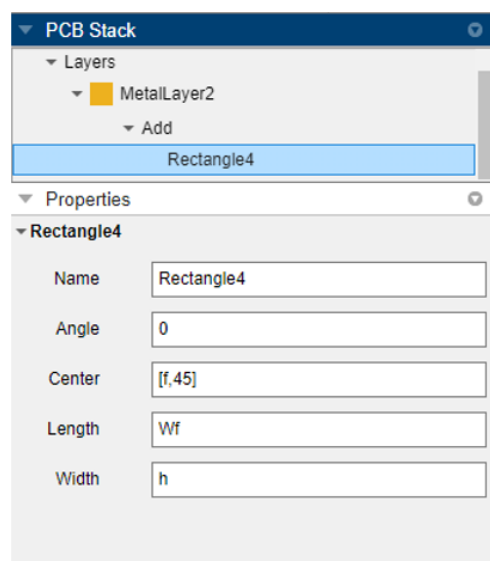 PCB Stack
Layers
MetalLayer2
Add
Rectangle4
Properties
Rectangle4
Name Rectangle4
Angle 0
Center [f,45]
Length Wf
Width h